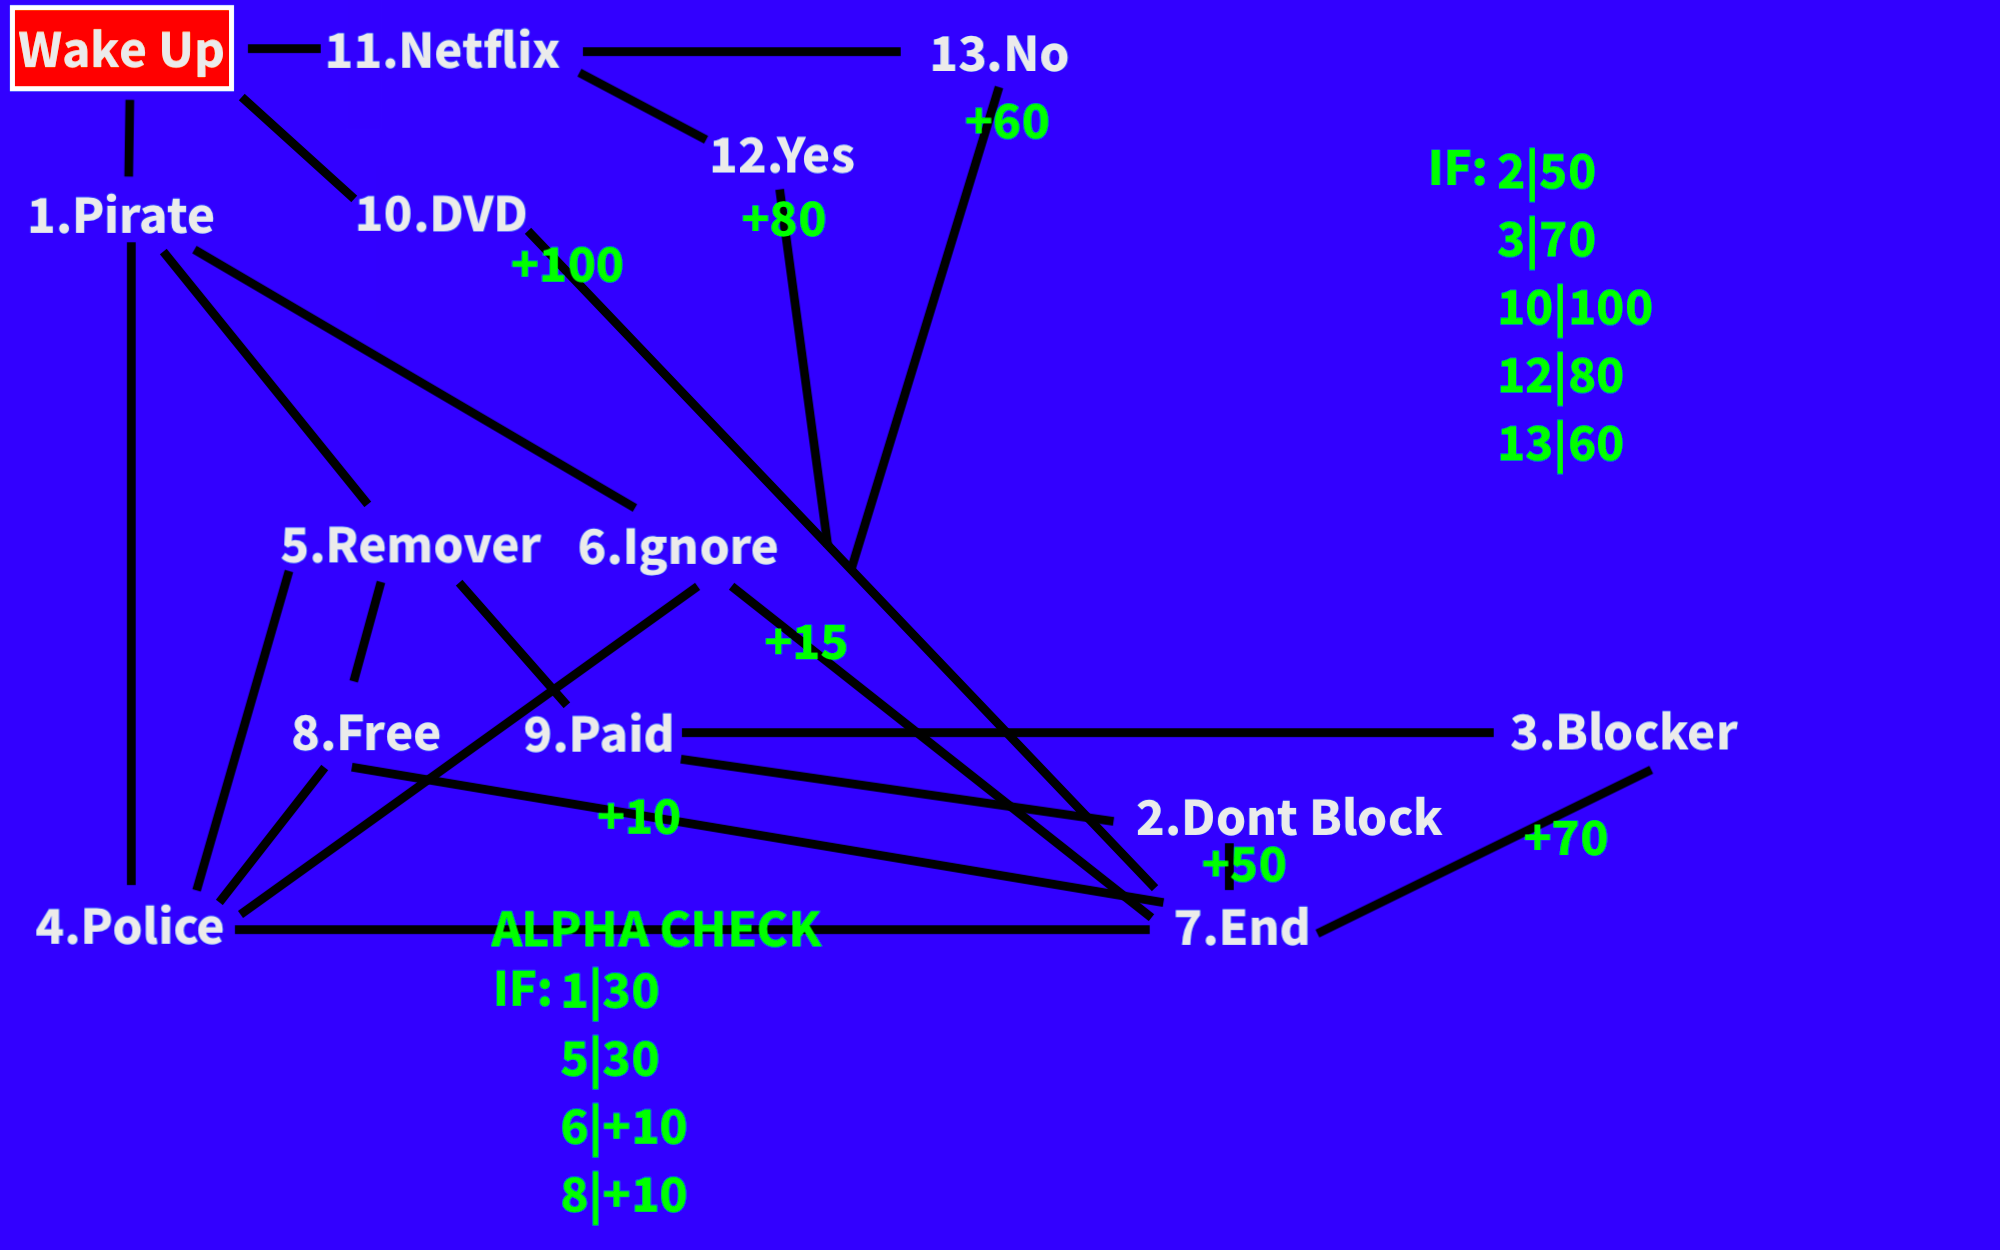 Wake Up
11.Netflix
13.No
+60
12.Yes
+80
1.Pirate
10.DVD
+100
IF: 2|50
3|70
10|100
12|80
13|60
5.Remover
6.Ignore
+15
8.Free
9.Paid
3.Blocker
+10
2.Dont Block
+50
+70
4.Police
ALPHA CHECK
7.End
IF: 1|30
5|30
6|+10
8|+10